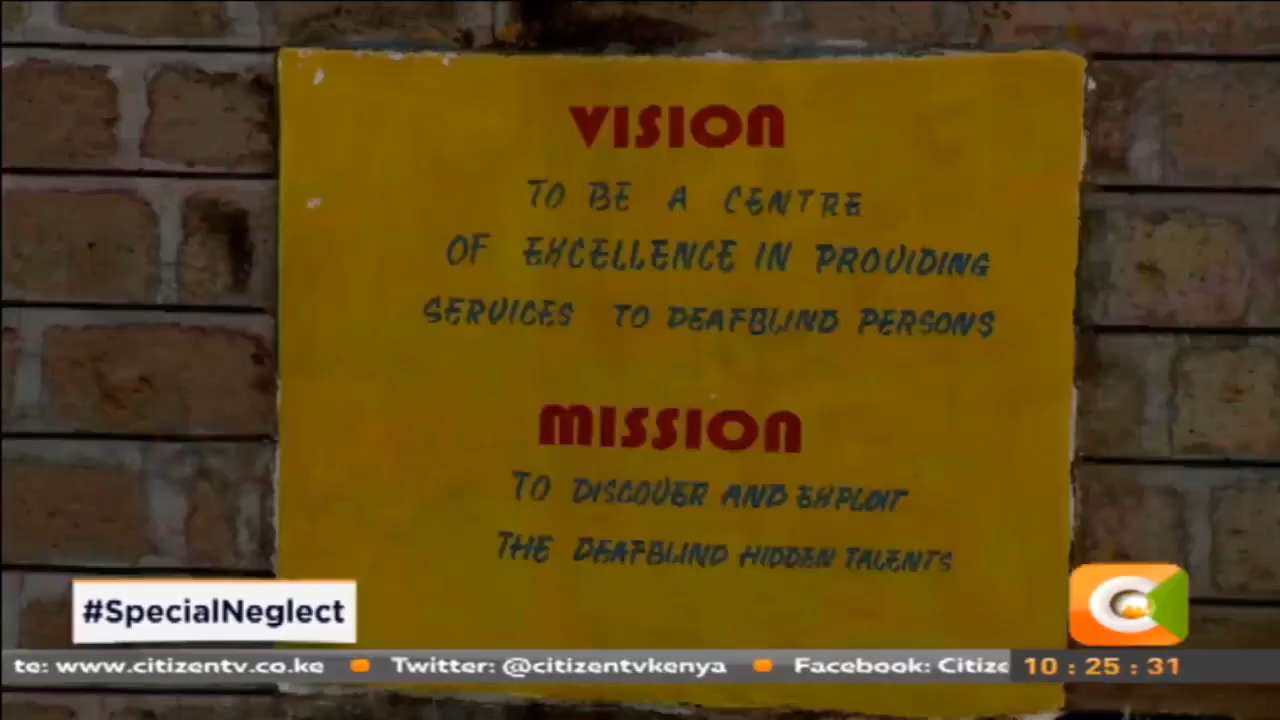 VISION
TO BE A CENTRE
OF EXCELLENCE IN PROVIDING
SERVICES TO DEAFBLIND PERSONS
MISSION
TO DISCOVER AND EXPLOIT
THE DEAFBLIND HIDDEN TALENTS
#SpecialNeglect
te: www.citizentv.co.ke Twitter: @citizentvkenya Facebook: Citize 10:25:31